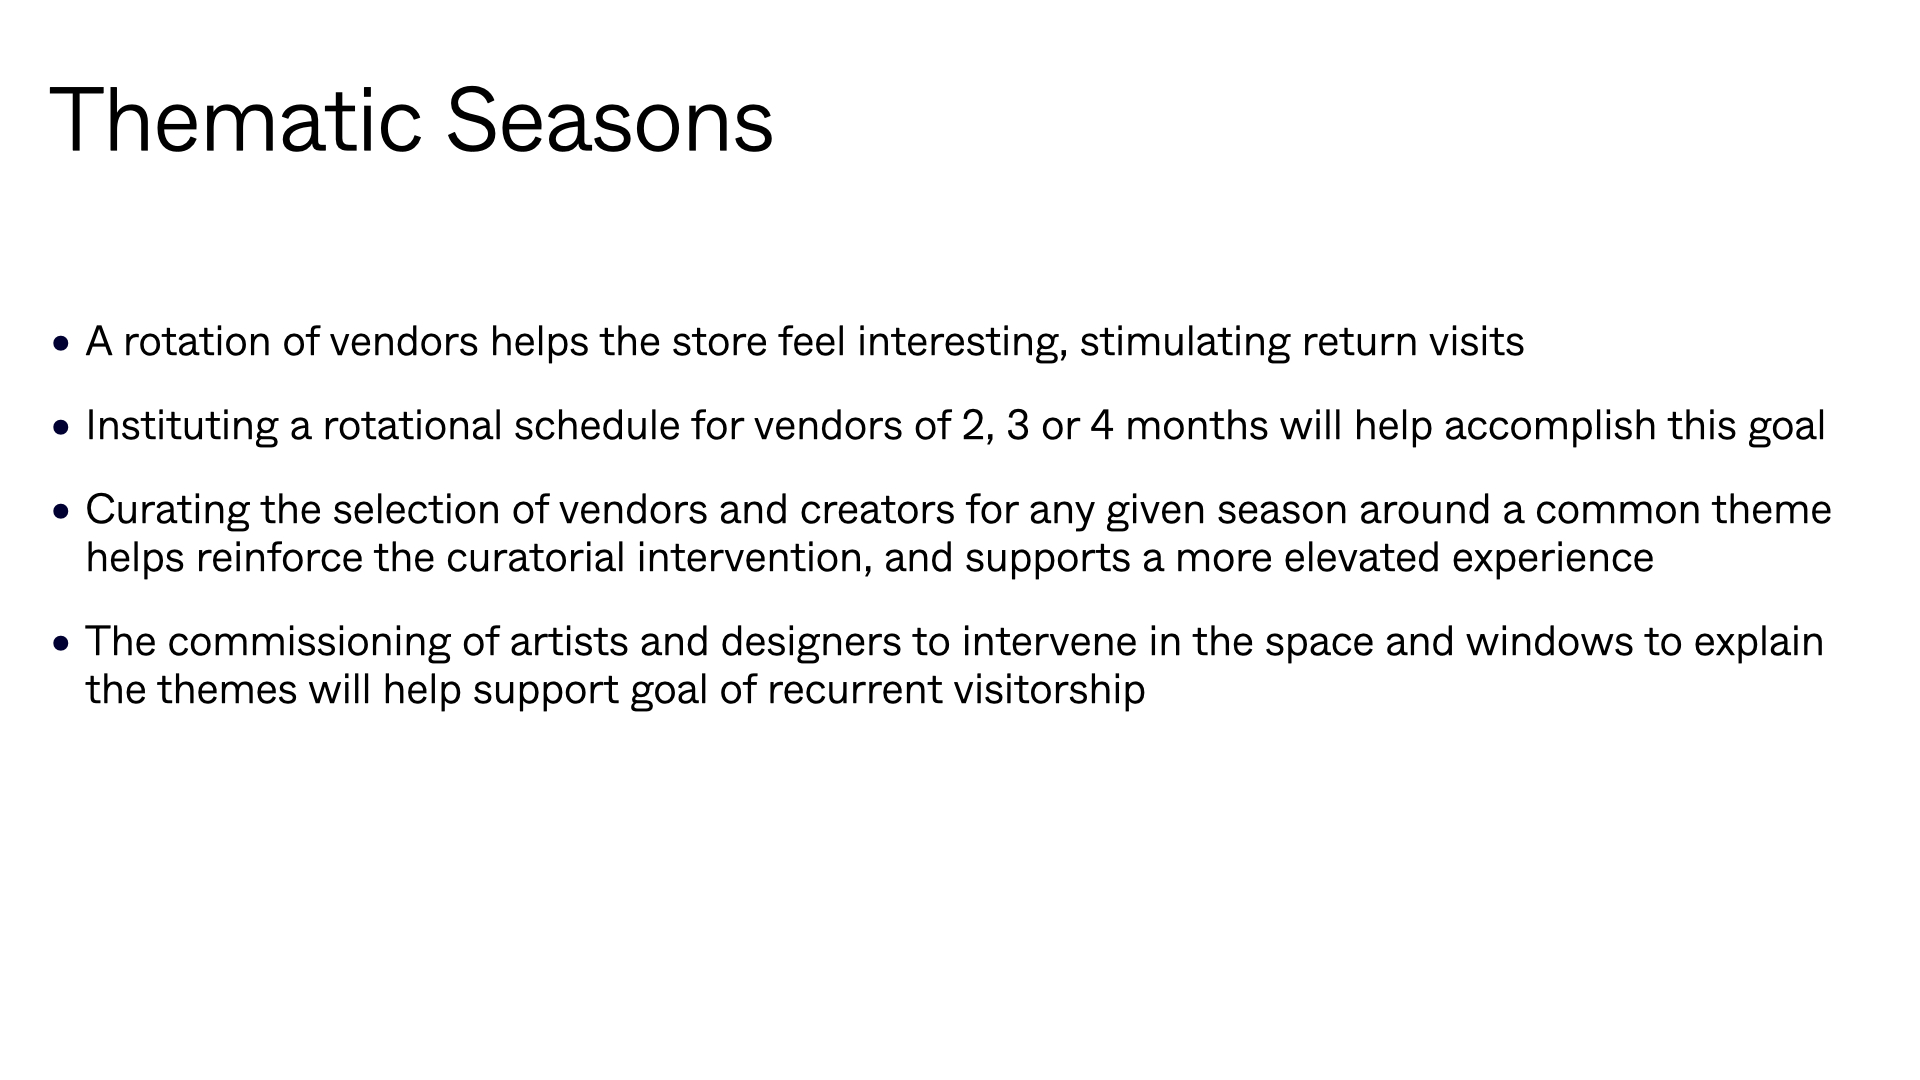 Thematic Seasons
• A rotation of vendors helps the store feel interesting, stimulating return visits
• Instituting a rotational schedule for vendors of 2, 3 or 4 months will help accomplish this goal
• Curating the selection of vendors and creators for any given season around a common theme
helps reinforce the curatorial intervention, and supports a more elevated experience
• The commissioning of artists and designers to intervene in the space and windows to explain
the themes will help support goal of recurrent visitorship